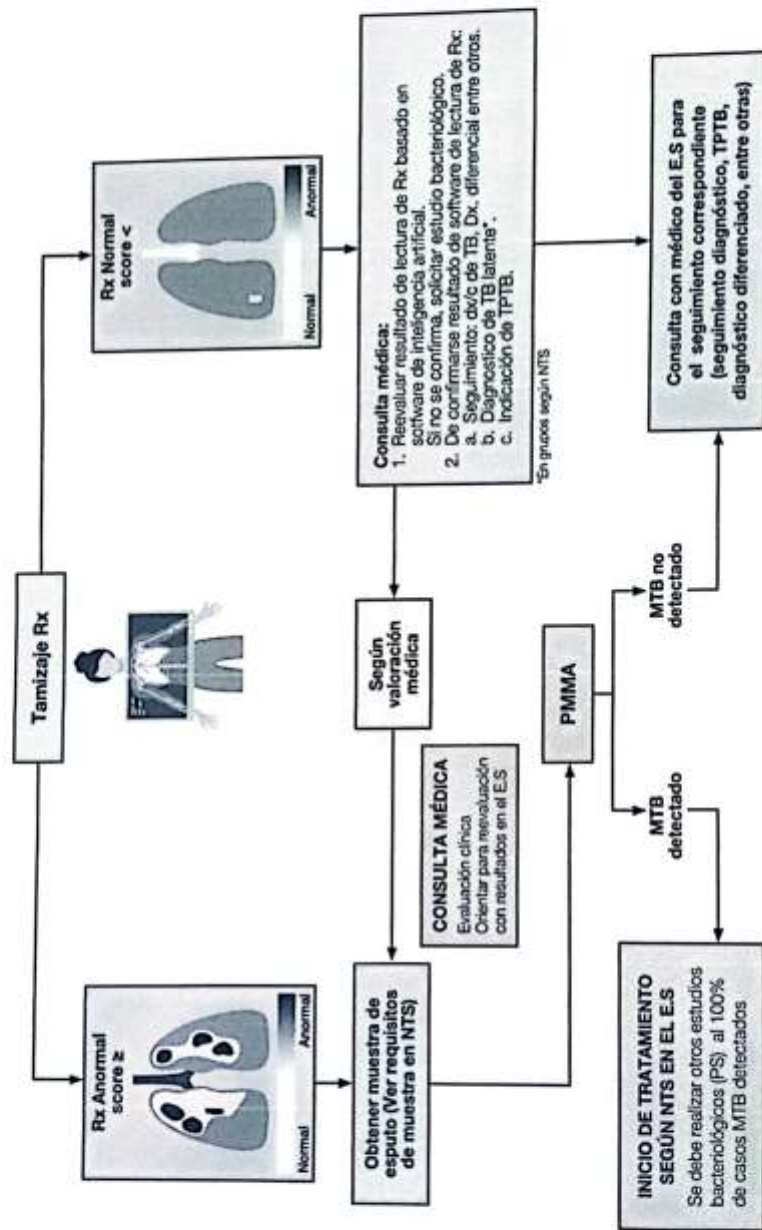 Tamizaje Rx
Rx Anormal
score ≥
Normal
Anormal
Rx Normal
score <
Normal
Anormal
Obtener muestra de
esputo (Ver requisitos
de muestra en NTS)
Según
valoración
médica
Consulta médica:
1. Reevaluar resultado de lectura de Rx basado en
software de inteligencia artificial.
Si no se confirma, solicitar estudio bacteriológico.
2. De confirmarse resultado de software de lectura de Rx:
a. Seguimiento: dx/c de TB, Dx. diferencial entre otros.
b. Diagnostico de TB latente*.
c. Indicación de TPTB.
*En grupos según NTS
CONSULTA MÉDICA
Evaluación clínica
Orientar para reevaluación
con resultados en el E.S
PMMA
MTB
detectado
MTB no
detectado
INICIO DE TRATAMIENTO
SEGÚN NTS EN EL E.S
Se debe realizar otros estudios
bacteriológicos (PS) al 100%
de casos MTB detectados
Consulta con médico del E.S para
el seguimiento correspondiente
(seguimiento diagnóstico, TPTB,
diagnóstico diferenciado, entre otras)